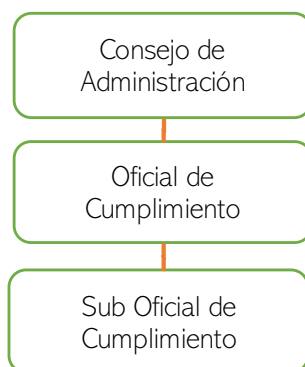 Consejo de
Administración
Oficial de
Cumplimiento
Sub Oficial de
Cumplimiento